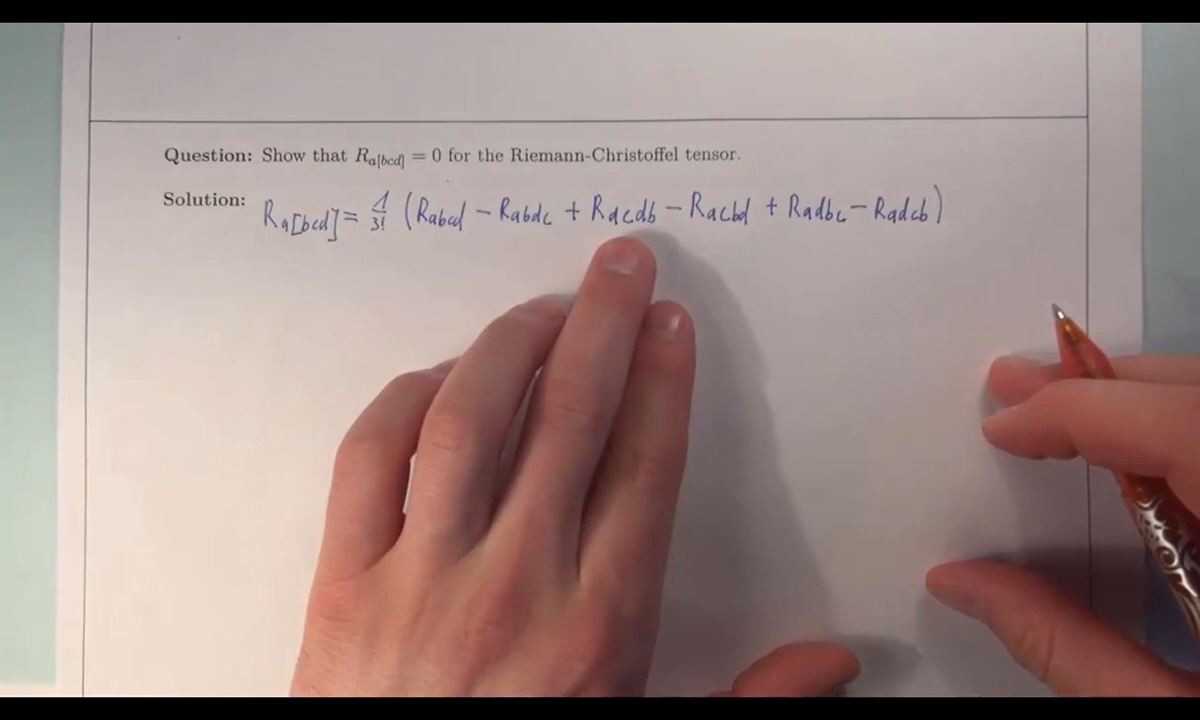 Question: Show that R_{a[bcd]} = 0 for the Riemann-Christoffel tensor.
Solution: R_{a[bcd]} = \frac{1}{3!} (R_{abcd} - R_{abdc} + R_{acdb} - R_{acbd} + R_{adbc} - R_{adcb})